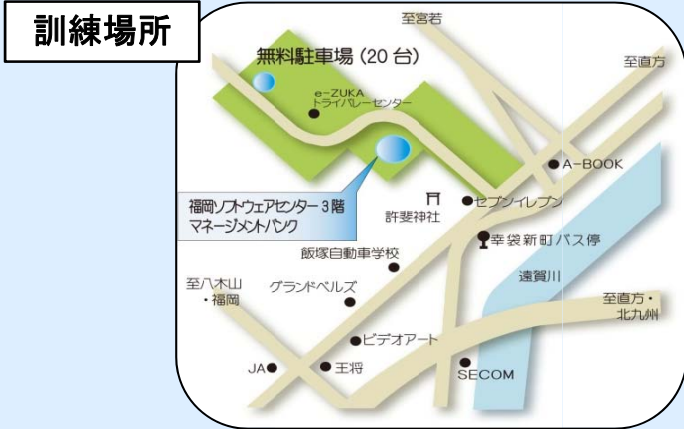 訓練場所
至宮若
無料駐車場 (20 台)
至直方
e-ZUKA
トライバレーセンター
A-BOOK
福岡ソフトウェアセンター 3 階
マネージメントバンク
セブンイレブン
許斐神社
幸袋新町バス停
飯塚自動車学校
遠賀川
至八木山
・福岡
グランドベルズ
至直方・
北九州
ビデオアート
JA
王将
SECOM